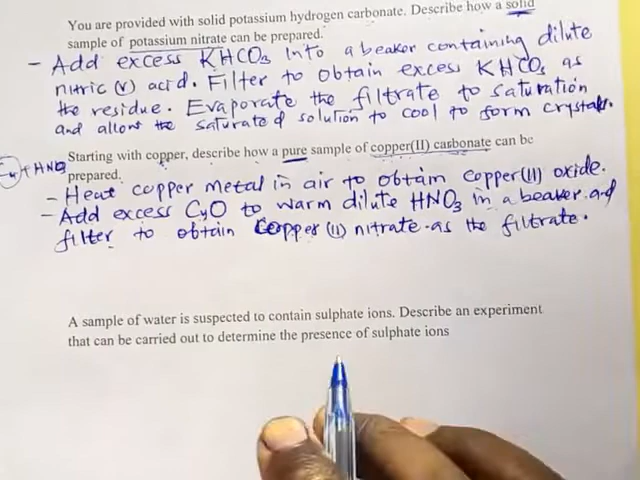 You are provided with solid potassium hydrogen carbonate. Describe how a solid
sample of potassium nitrate can be prepared.
- Add excess KHCO3 into a beaker containing dilute
nitric (v) acid. Filter to obtain excess KHCO3 as
the residue. Evaporate the filtrate to saturation
and allow the saturated solution to cool to form crystals.
Starting with copper, describe how a pure sample of copper(II) carbonate can be
+ HNO3
prepared.
- Heat copper metal in air to obtain copper(II) oxide.
- Add excess CuO to warm dilute HNO3 in a beaker and
filter to obtain Copper (II) nitrate as the filtrate.
A sample of water is suspected to contain sulphate ions. Describe an experiment
that can be carried out to determine the presence of sulphate ions